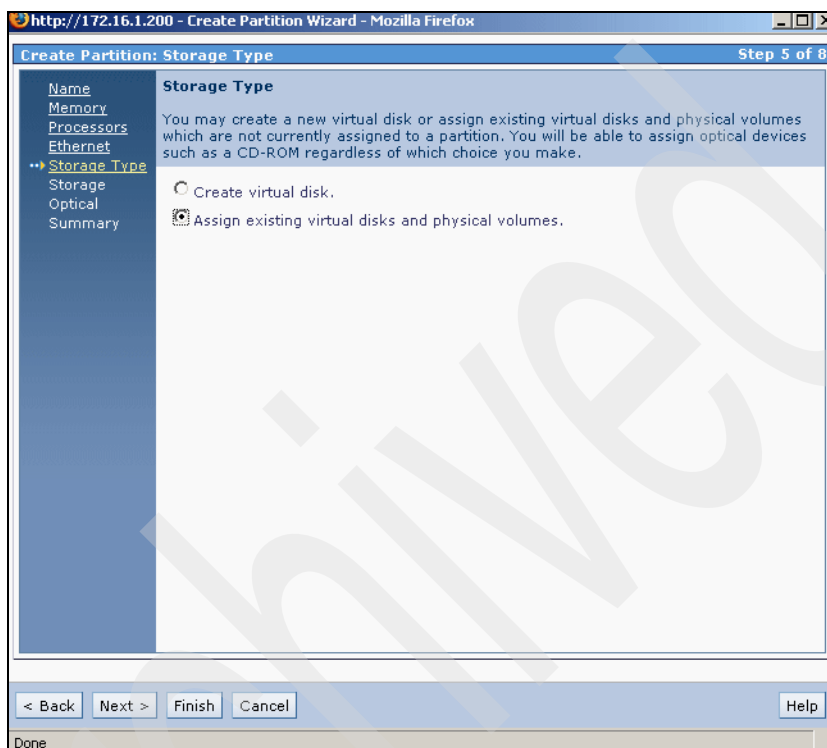 http://172.16.1.200 - Create Partition Wizard - Mozilla Firefox
Create Partition: Storage Type
Step 5 of 8
Name
Memory
Processors
Ethernet
Storage Type
Storage
Optical
Summary
Storage Type
You may create a new virtual disk or assign existing virtual disks and physical volumes
which are not currently assigned to a partition. You will be able to assign optical devices
such as a CD-ROM regardless of which choice you make.
Create virtual disk.
Assign existing virtual disks and physical volumes.
< Back
Next >
Finish
Cancel
Help
Done